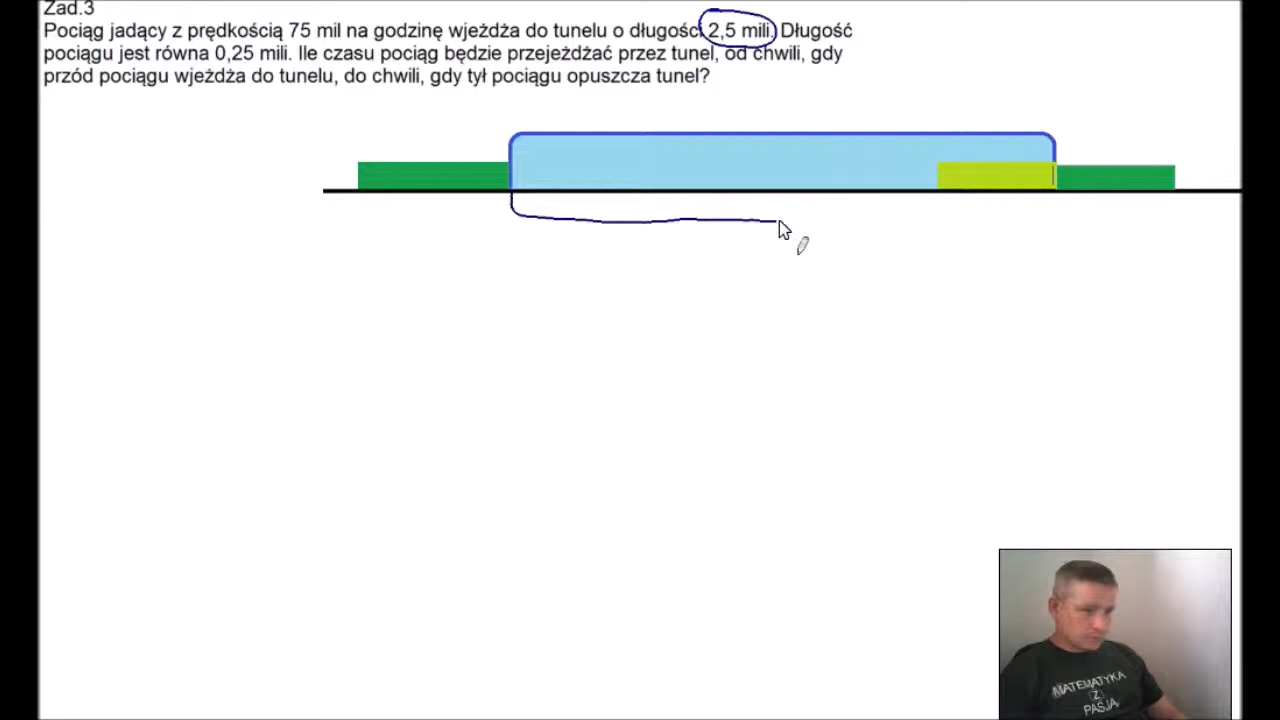 Zad.3
Pociąg jadący z prędkością 75 mil na godzinę wjeżdża do tunelu o długości 2,5 mili. Długość
pociągu jest równa 0,25 mili. Ile czasu pociąg będzie przejeżdżać przez tunel, od chwili, gdy
przód pociągu wjeżdża do tunelu, do chwili, gdy tył pociągu opuszcza tunel?
MATEMATYKA
Z
PASJĄ